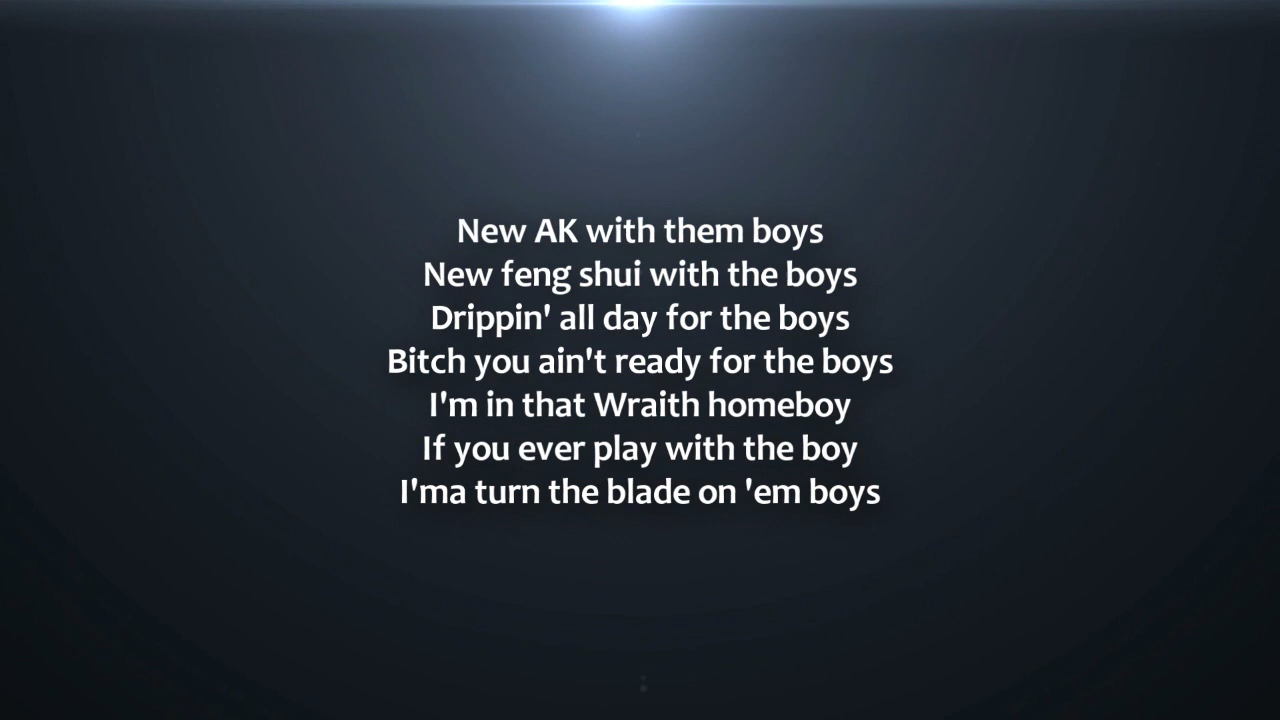 New AK with them boys
New feng shui with the boys
Drippin' all day for the boys
Bitch you ain't ready for the boys
I'm in that Wraith homeboy
If you ever play with the boy
I'ma turn the blade on 'em boys